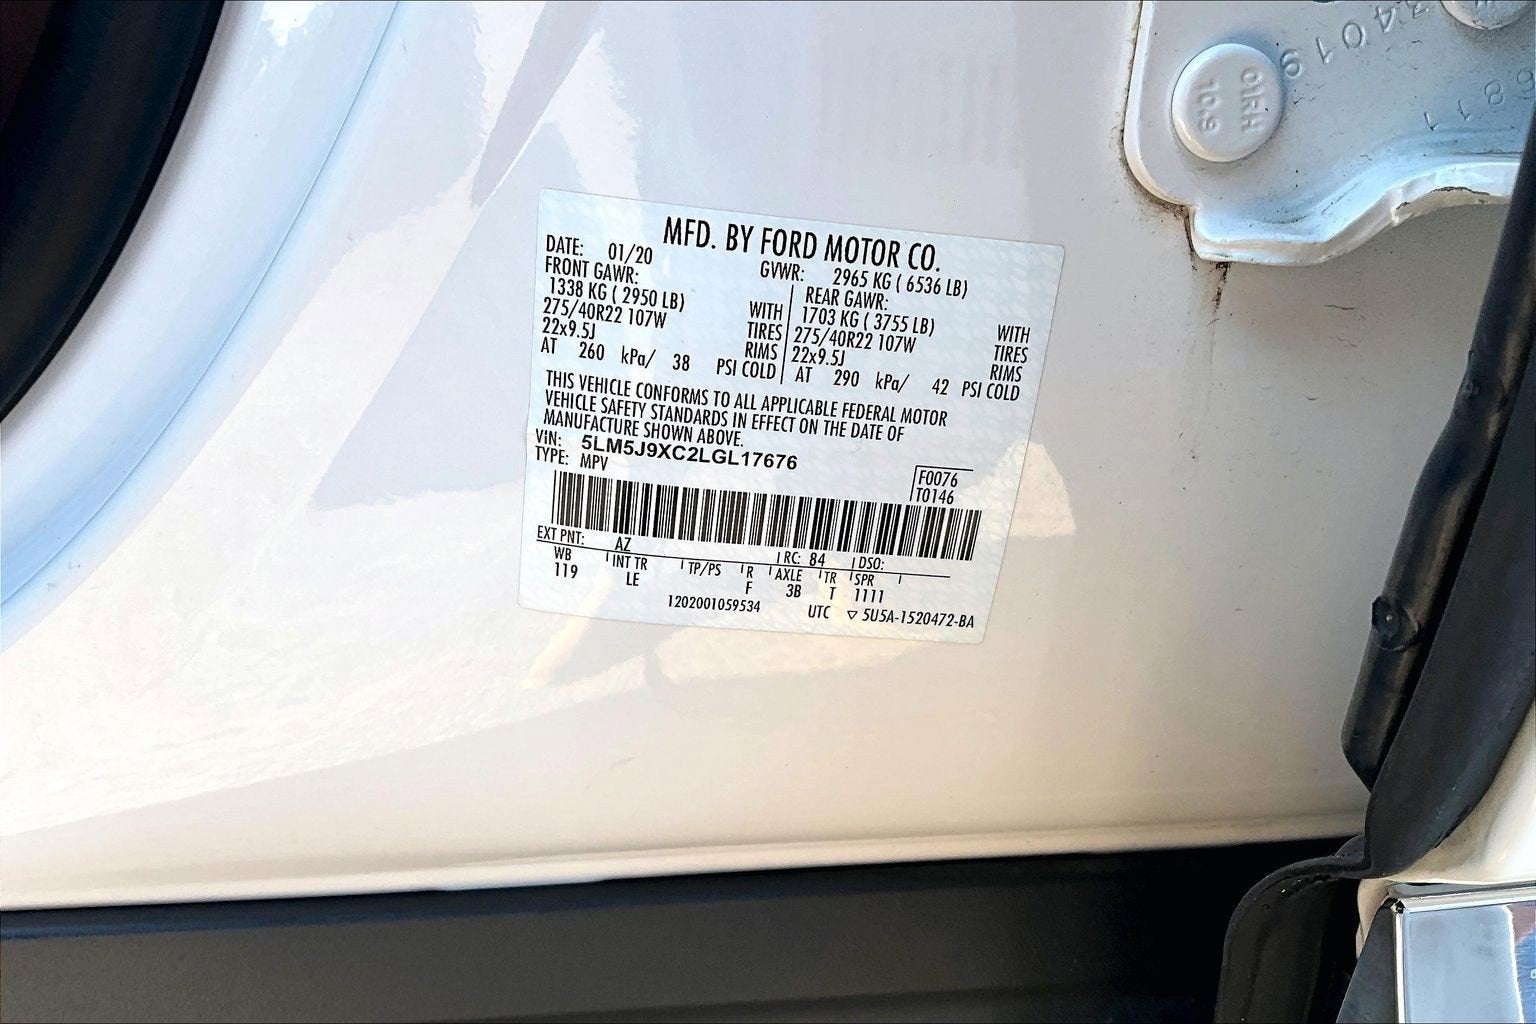 MFD. BY FORD MOTOR CO.
DATE: 01/20 GVWR: 2965 KG ( 6536 LB)
FRONT GAWR: REAR GAWR:
1338 KG ( 2950 LB) WITH 1703 KG ( 3755 LB) WITH
275/40R22 107W TIRES 275/40R22 107W TIRES
22x9.5J RIMS 22x9.5J RIMS
AT 260 kPa/ 38 PSI COLD AT 290 kPa/ 42 PSI COLD
THIS VEHICLE CONFORMS TO ALL APPLICABLE FEDERAL MOTOR
VEHICLE SAFETY STANDARDS IN EFFECT ON THE DATE OF
MANUFACTURE SHOWN ABOVE.
VIN: 5LM5J9XC2LGL17676
TYPE: MPV
F0076
T0146
EXT PNT: AZ RC: 84 DSO:
WB INT TR TP/PS R AXLE TR SPR
119 LE F 3B T 1111
1202001059534 UTC ▽ 5U5A-1520472-BA
10.9